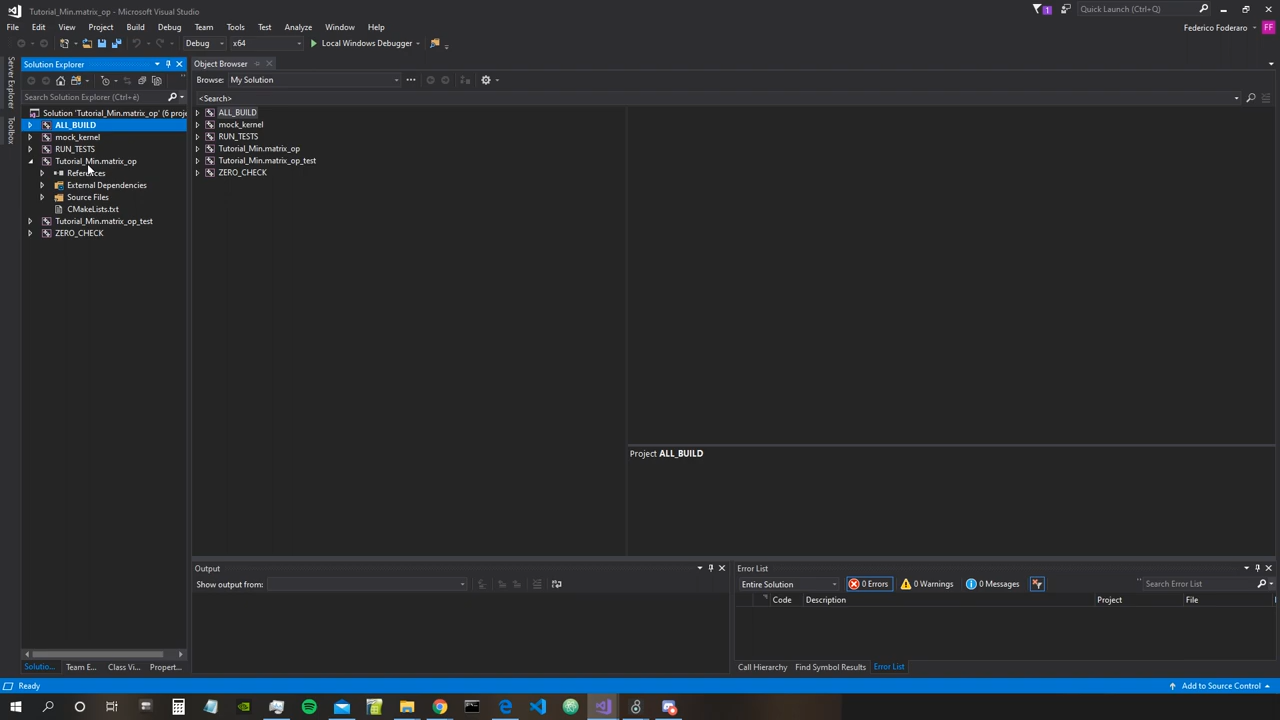 Tutorial_Min.matrix_op - Microsoft Visual Studio
1
Quick Launch (Ctrl+Q)
File Edit View Project Build Debug Team Tools Test Analyze Window Help
Federico Foderaro FF
Debug x64 Local Windows Debugger
Server Explorer
Toolbox
Solution Explorer
Search Solution Explorer (Ctrl+è)
Solution 'Tutorial_Min.matrix_op' (6 proje
ALL_BUILD
mock_kernel
RUN_TESTS
Tutorial_Min.matrix_op
References
External Dependencies
Source Files
CMakeLists.txt
Tutorial_Min.matrix_op_test
ZERO_CHECK
Object Browser
Browse: My Solution
<Search>
ALL_BUILD
mock_kernel
RUN_TESTS
Tutorial_Min.matrix_op
Tutorial_Min.matrix_op_test
ZERO_CHECK
Project ALL_BUILD
Output
Show output from:
Error List
Entire Solution 0 Errors 0 Warnings 0 Messages Search Error List
Code Description Project File
Solutio... Team E... Class Vi... Propert...
Call Hierarchy Find Symbol Results Error List
Ready
Add to Source Control